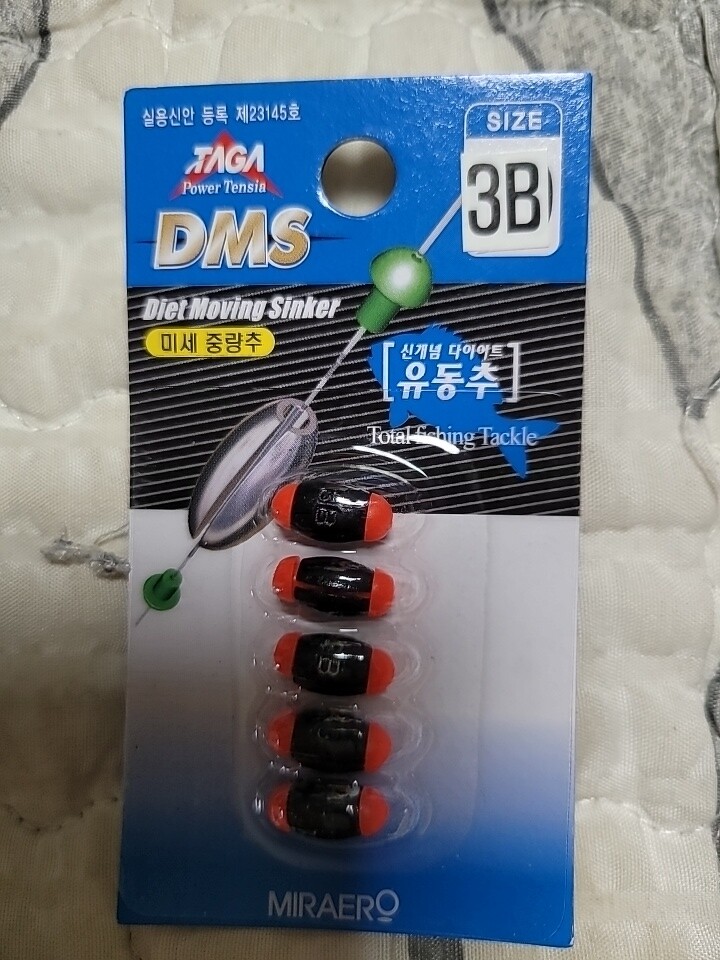 실용신안 등록 제23145호
SIZE
3B
TAGA
Power Tensia
DMS
Diet Moving Sinker
미세 중량추
신개념 다이어트
유동추
Total fishing Tackle
3B
MIRAERO